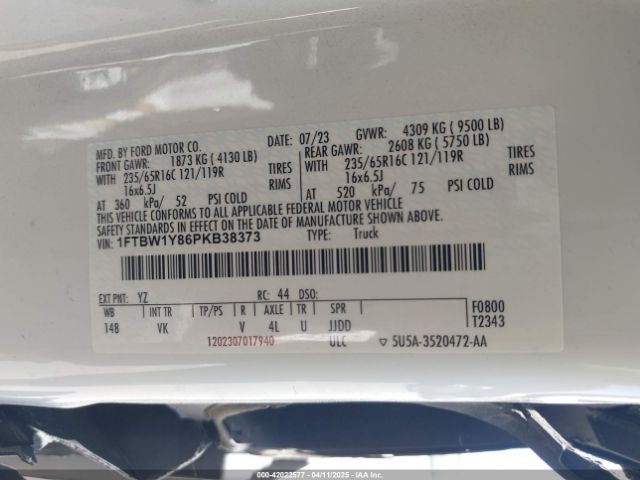 MFD. BY FORD MOTOR CO. DATE: 07/23 GVWR: 4309 KG ( 9500 LB)
FRONT GAWR: 1873 KG ( 4130 LB) REAR GAWR: 2608 KG ( 5750 LB)
WITH 235/65R16C 121/119R TIRES WITH 235/65R16C 121/119R TIRES
16x6.5J RIMS 16x6.5J RIMS
AT 360 kPa/ 52 PSI COLD AT 520 kPa/ 75 PSI COLD
THIS VEHICLE CONFORMS TO ALL APPLICABLE FEDERAL MOTOR VEHICLE
SAFETY STANDARDS IN EFFECT ON THE DATE OF MANUFACTURE SHOWN ABOVE.
VIN: 1FTBW1Y86PKB38373 TYPE: Truck
EXT PNT: YZ RC: 44 DSO: F0800
WB INT TR TP/PS R AXLE TR SPR T2343
148 VK V 4L U JJDD
1202307017940 ULC ▽ 5U5A-3520472-AA
000-42022577 - 04/11/2025 - IAA Inc. All Rights Reserved